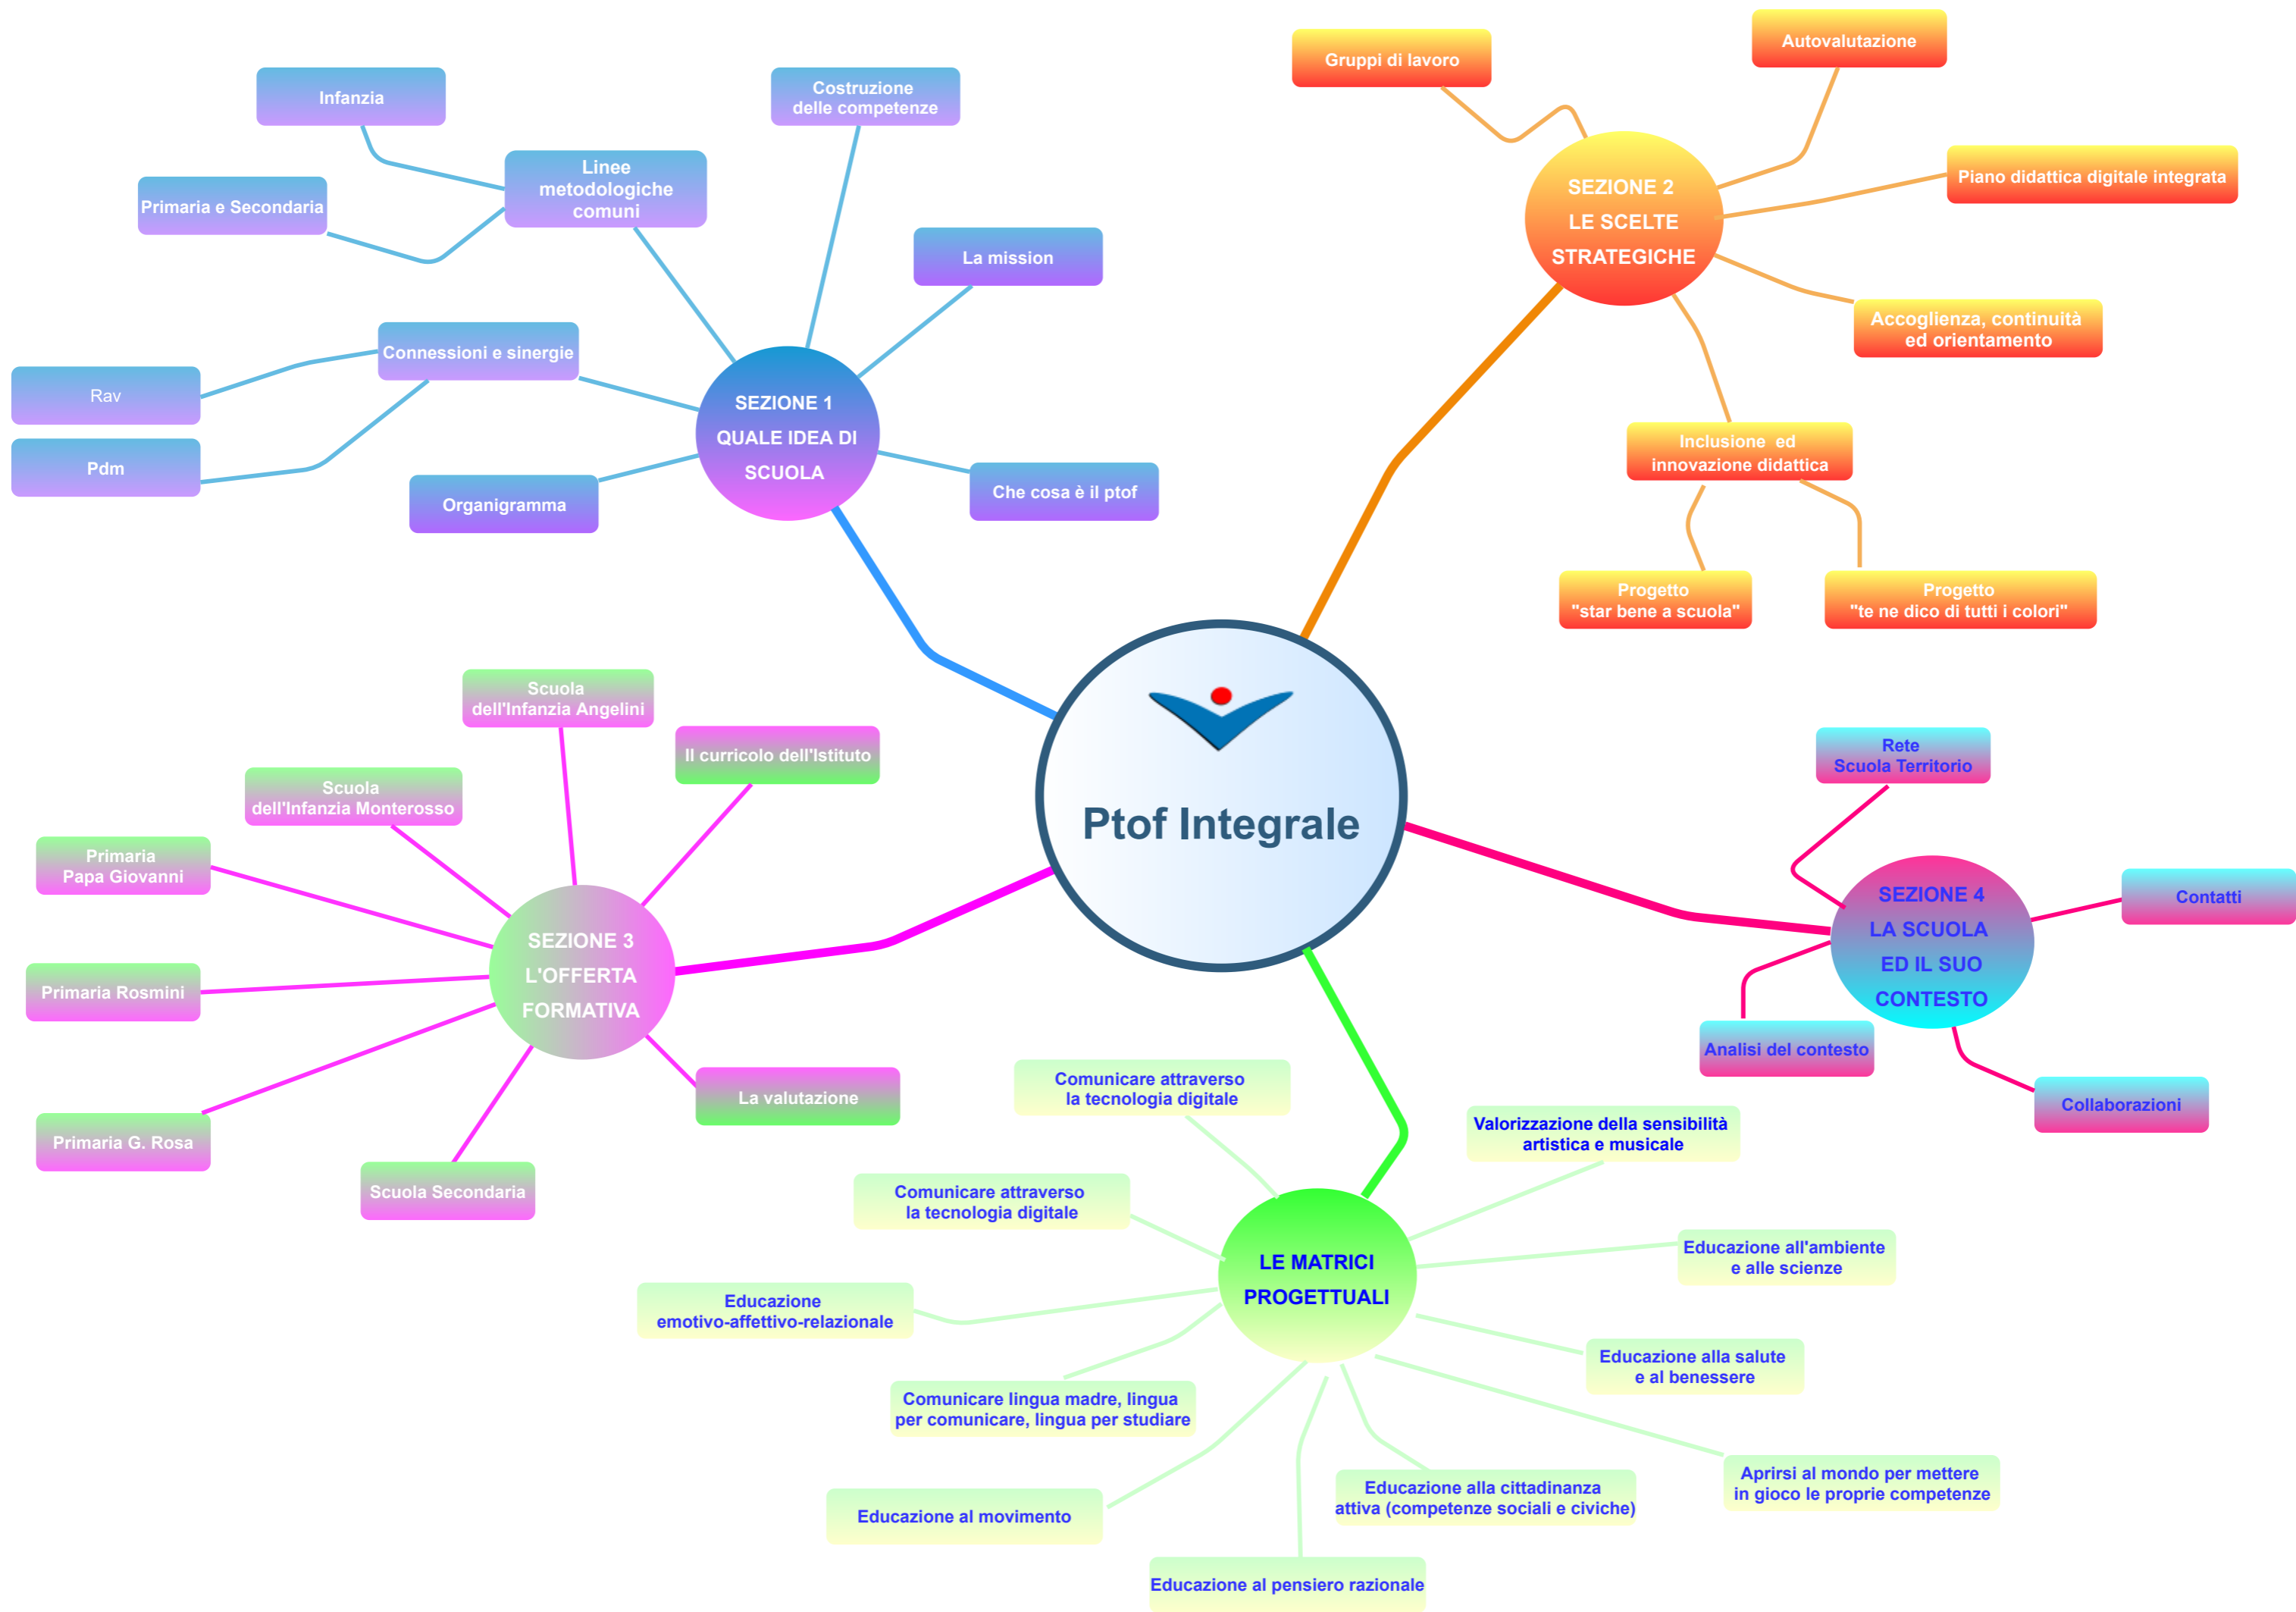 Ptof Integrale
SEZIONE 1
QUALE IDEA DI
SCUOLA
Infanzia
Primaria e Secondaria
Linee
metodologiche
comuni
Costruzione
delle competenze
La mission
Connessioni e sinergie
Rav
Pdm
Organigramma
Che cosa è il ptof
SEZIONE 2
LE SCELTE
STRATEGICHE
Gruppi di lavoro
Autovalutazione
Piano didattica digitale integrata
Accoglienza, continuità
ed orientamento
Inclusione ed
innovazione didattica
Progetto
"star bene a scuola"
Progetto
"te ne dico di tutti i colori"
SEZIONE 3
L'OFFERTA
FORMATIVA
Scuola
dell'Infanzia Angelini
Il curricolo dell'Istituto
Scuola
dell'Infanzia Monterosso
Primaria
Papa Giovanni
Primaria Rosmini
Primaria G. Rosa
Scuola Secondaria
La valutazione
SEZIONE 4
LA SCUOLA
ED IL SUO
CONTESTO
Rete
Scuola Territorio
Contatti
Analisi del contesto
Collaborazioni
LE MATRICI
PROGETTUALI
Comunicare attraverso
la tecnologia digitale
Valorizzazione della sensibilità
artistica e musicale
Comunicare attraverso
la tecnologia digitale
Educazione all'ambiente
e alle scienze
Educazione
emotivo-affettivo-relazionale
Educazione alla salute
e al benessere
Comunicare lingua madre, lingua
per comunicare, lingua per studiare
Aprirsi al mondo per mettere
in gioco le proprie competenze
Educazione alla cittadinanza
attiva (competenze sociali e civiche)
Educazione al movimento
Educazione al pensiero razionale